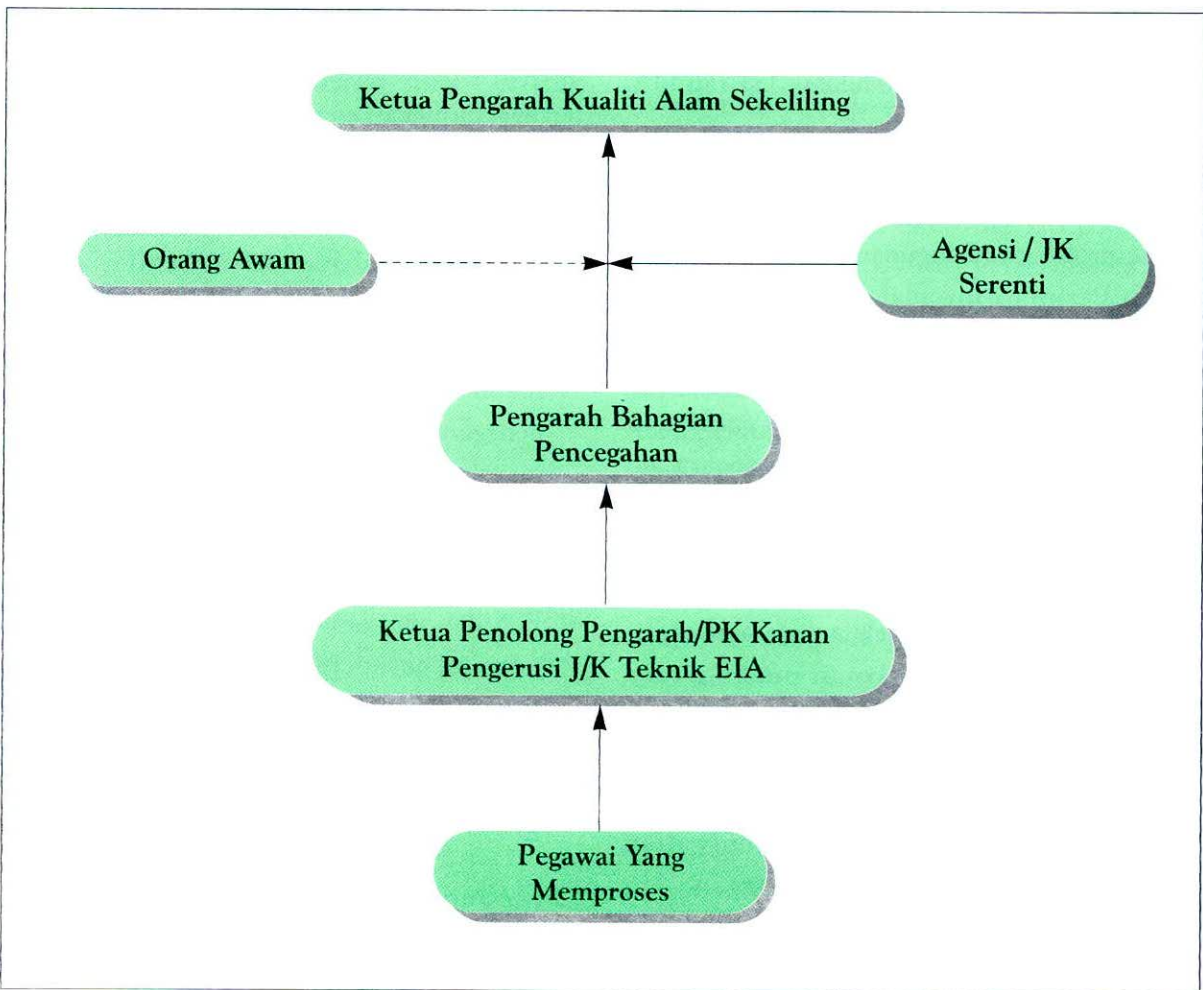 Ketua Pengarah Kualiti Alam Sekeliling
Orang Awam
Agensi / JK
Serenti
Pengarah Bahagian
Pencegahan
Ketua Penolong Pengarah/PK Kanan
Pengerusi J/K Teknik EIA
Pegawai Yang
Memproses